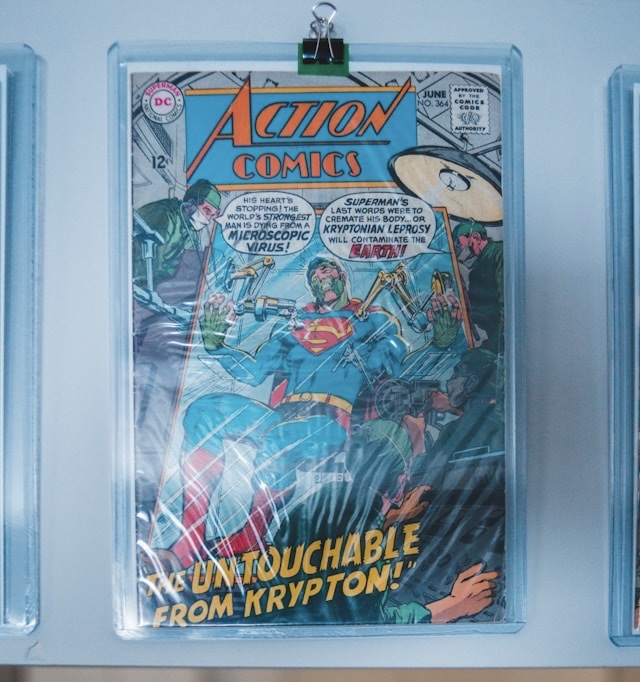 SUPERMAN
DC
NATIONAL COMICS
12¢
ACTION
COMICS
JUNE
NO. 364
APPROVED
BY THE
COMICS
CODE
AUTHORITY
HIS HEART'S
STOPPING! THE
WORLD'S STRONGEST
MAN IS DYING FROM A
MICROSCOPIC
VIRUS!
SUPERMAN'S
LAST WORDS WERE TO
CREMATE HIS BODY... OR
KRYPTONIAN LEPROSY
WILL CONTAMINATE THE
EARTH!
S
"THE UNTOUCHABLE
FROM KRYPTON!"